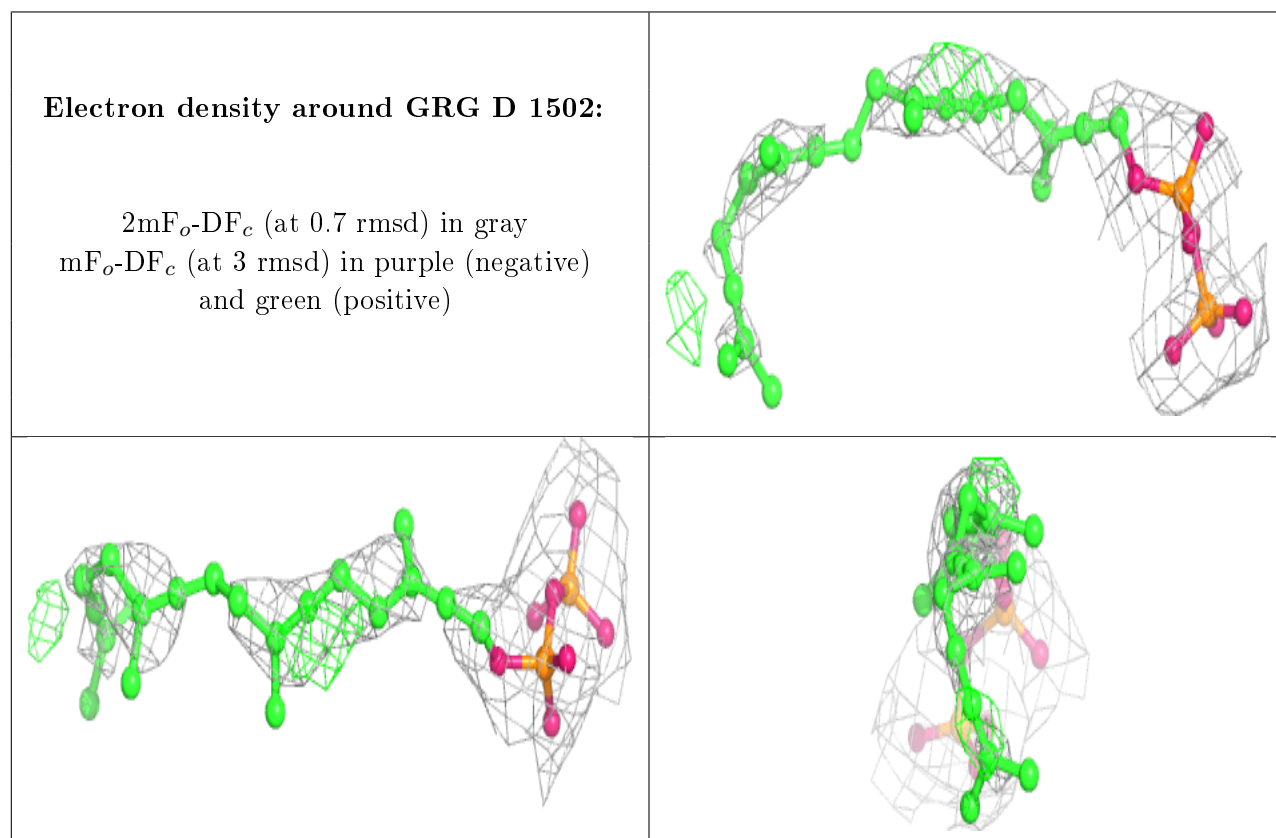 Electron density around GRG D 1502:
2mFo-DFc (at 0.7 rmsd) in gray
mFo-DFc (at 3 rmsd) in purple (negative)
and green (positive)